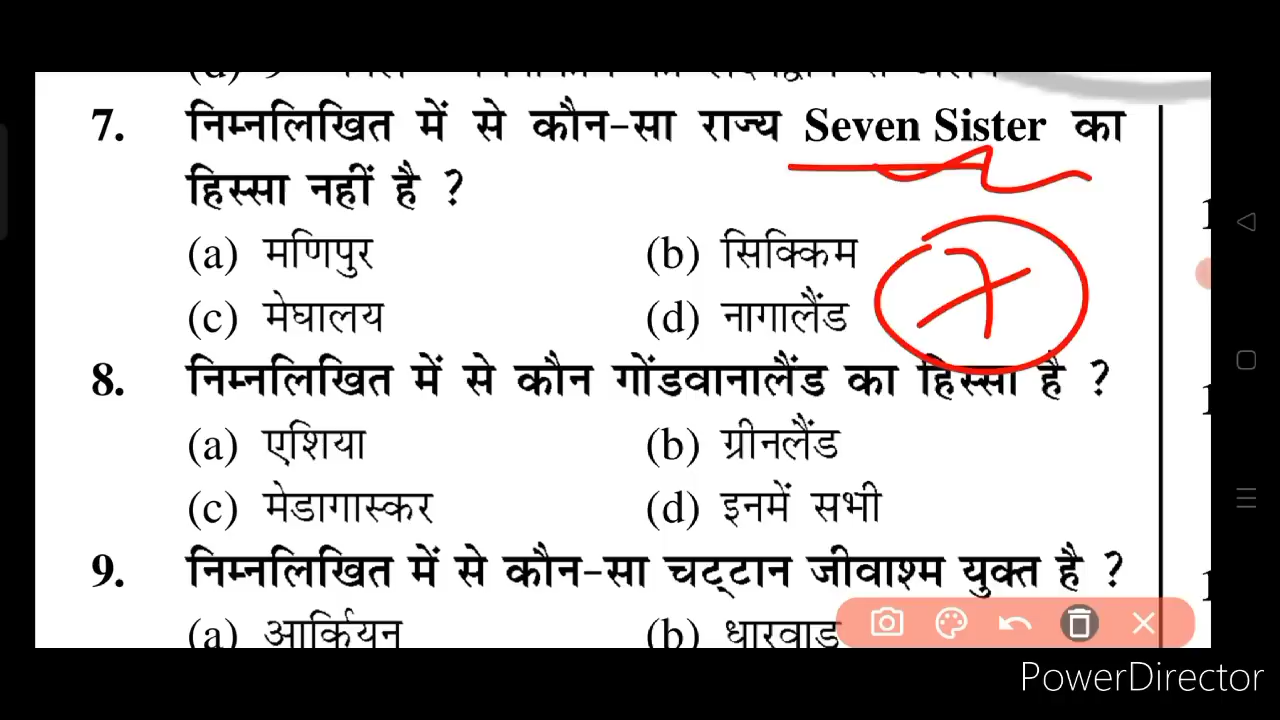 7. निम्नलिखित में से कौन-सा राज्य Seven Sister का
हिस्सा नहीं है ?
(a) मणिपुर (b) सिक्किम
(c) मेघालय (d) नागालैंड
8. निम्नलिखित में से कौन गोंडवानालैंड का हिस्सा है ?
(a) एशिया (b) ग्रीनलैंड
(c) मेडागास्कर (d) इनमें सभी
9. निम्नलिखित में से कौन-सा चट्टान जीवाश्म युक्त है ?
(a) आर्कियन (b) धारवाड़
PowerDirector